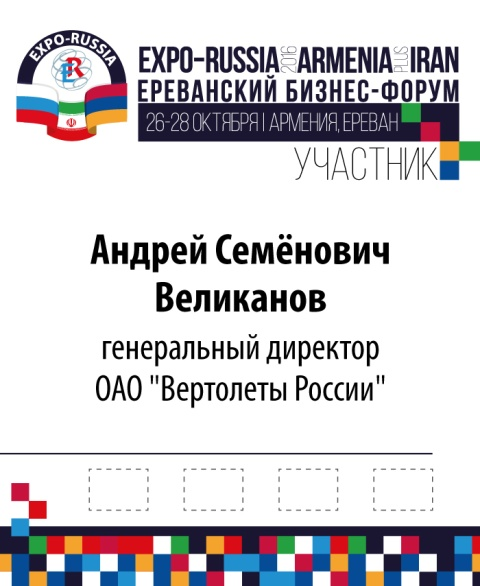 EXPO-RUSSIA
ER
EXPO-RUSSIA 2016 ARMENIA PLUS IRAN
ЕРЕВАНСКИЙ БИЗНЕС-ФОРУМ
26-28 ОКТЯБРЯ | АРМЕНИЯ, ЕРЕВАН
УЧАСТНИК
Андрей Семёнович
Великанов
генеральный директор
ОАО "Вертолеты России"